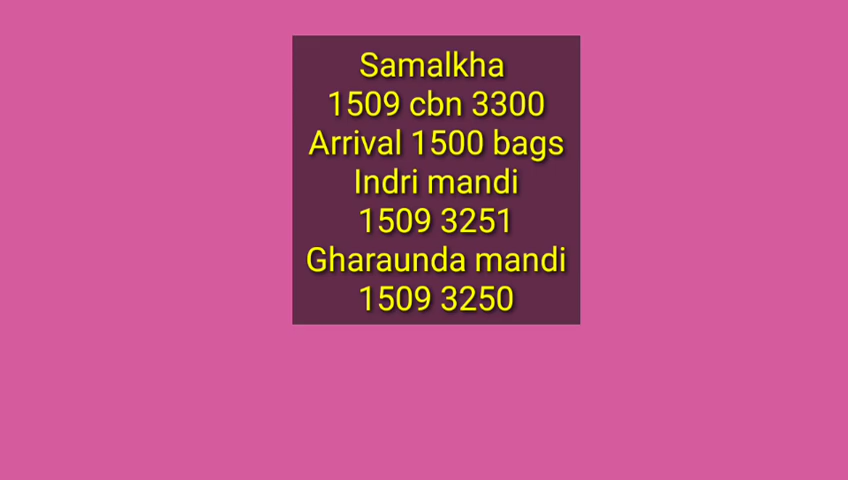 Samalkha
1509 cbn 3300
Arrival 1500 bags
Indri mandi
1509 3251
Gharaunda mandi
1509 3250